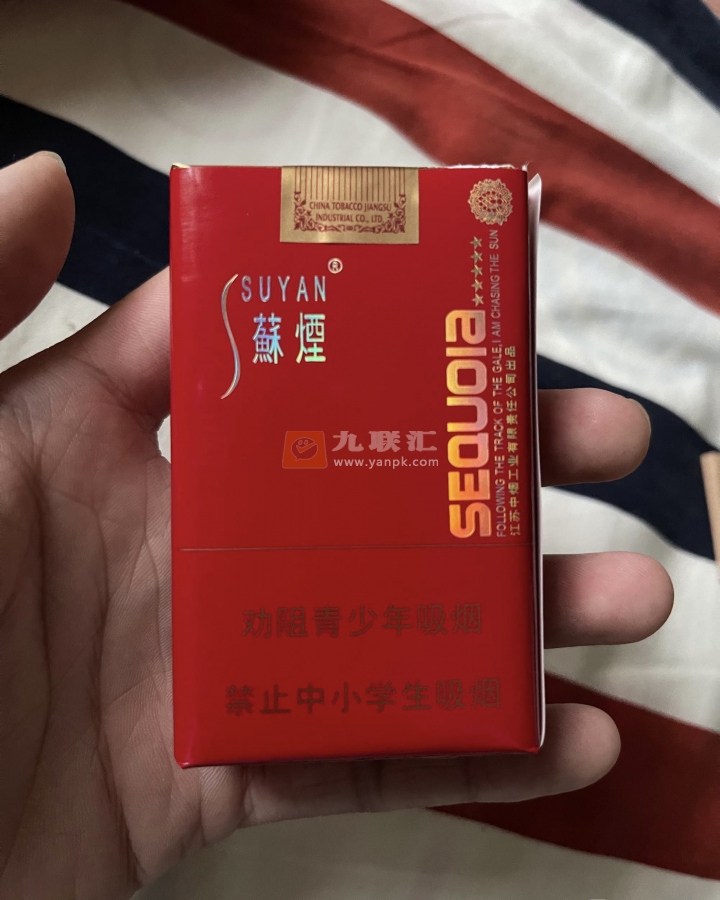 CHINA TOBACCO JIANGSU
INDUSTRIAL CO., LTD
SUYAN®
蘇煙
SEQUOIA
★★★★★
FOLLOWING THE TRACK OF THE GALE,I AM CHASING THE SUN
江苏中烟工业有限责任公司出品
九联汇
www.yanpk.com
劝阻青少年吸烟
禁止中小学生吸烟